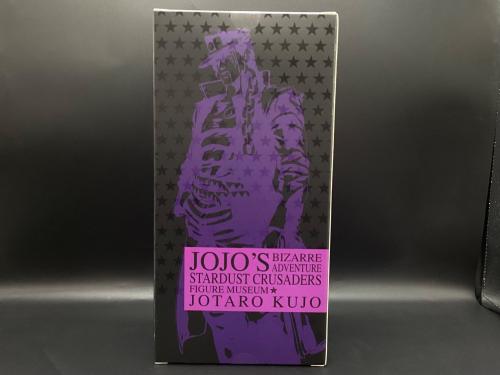 JOJO'S BIZARRE
ADVENTURE
STARDUST CRUSADERS
FIGURE MUSEUM★
JOTARO KUJO